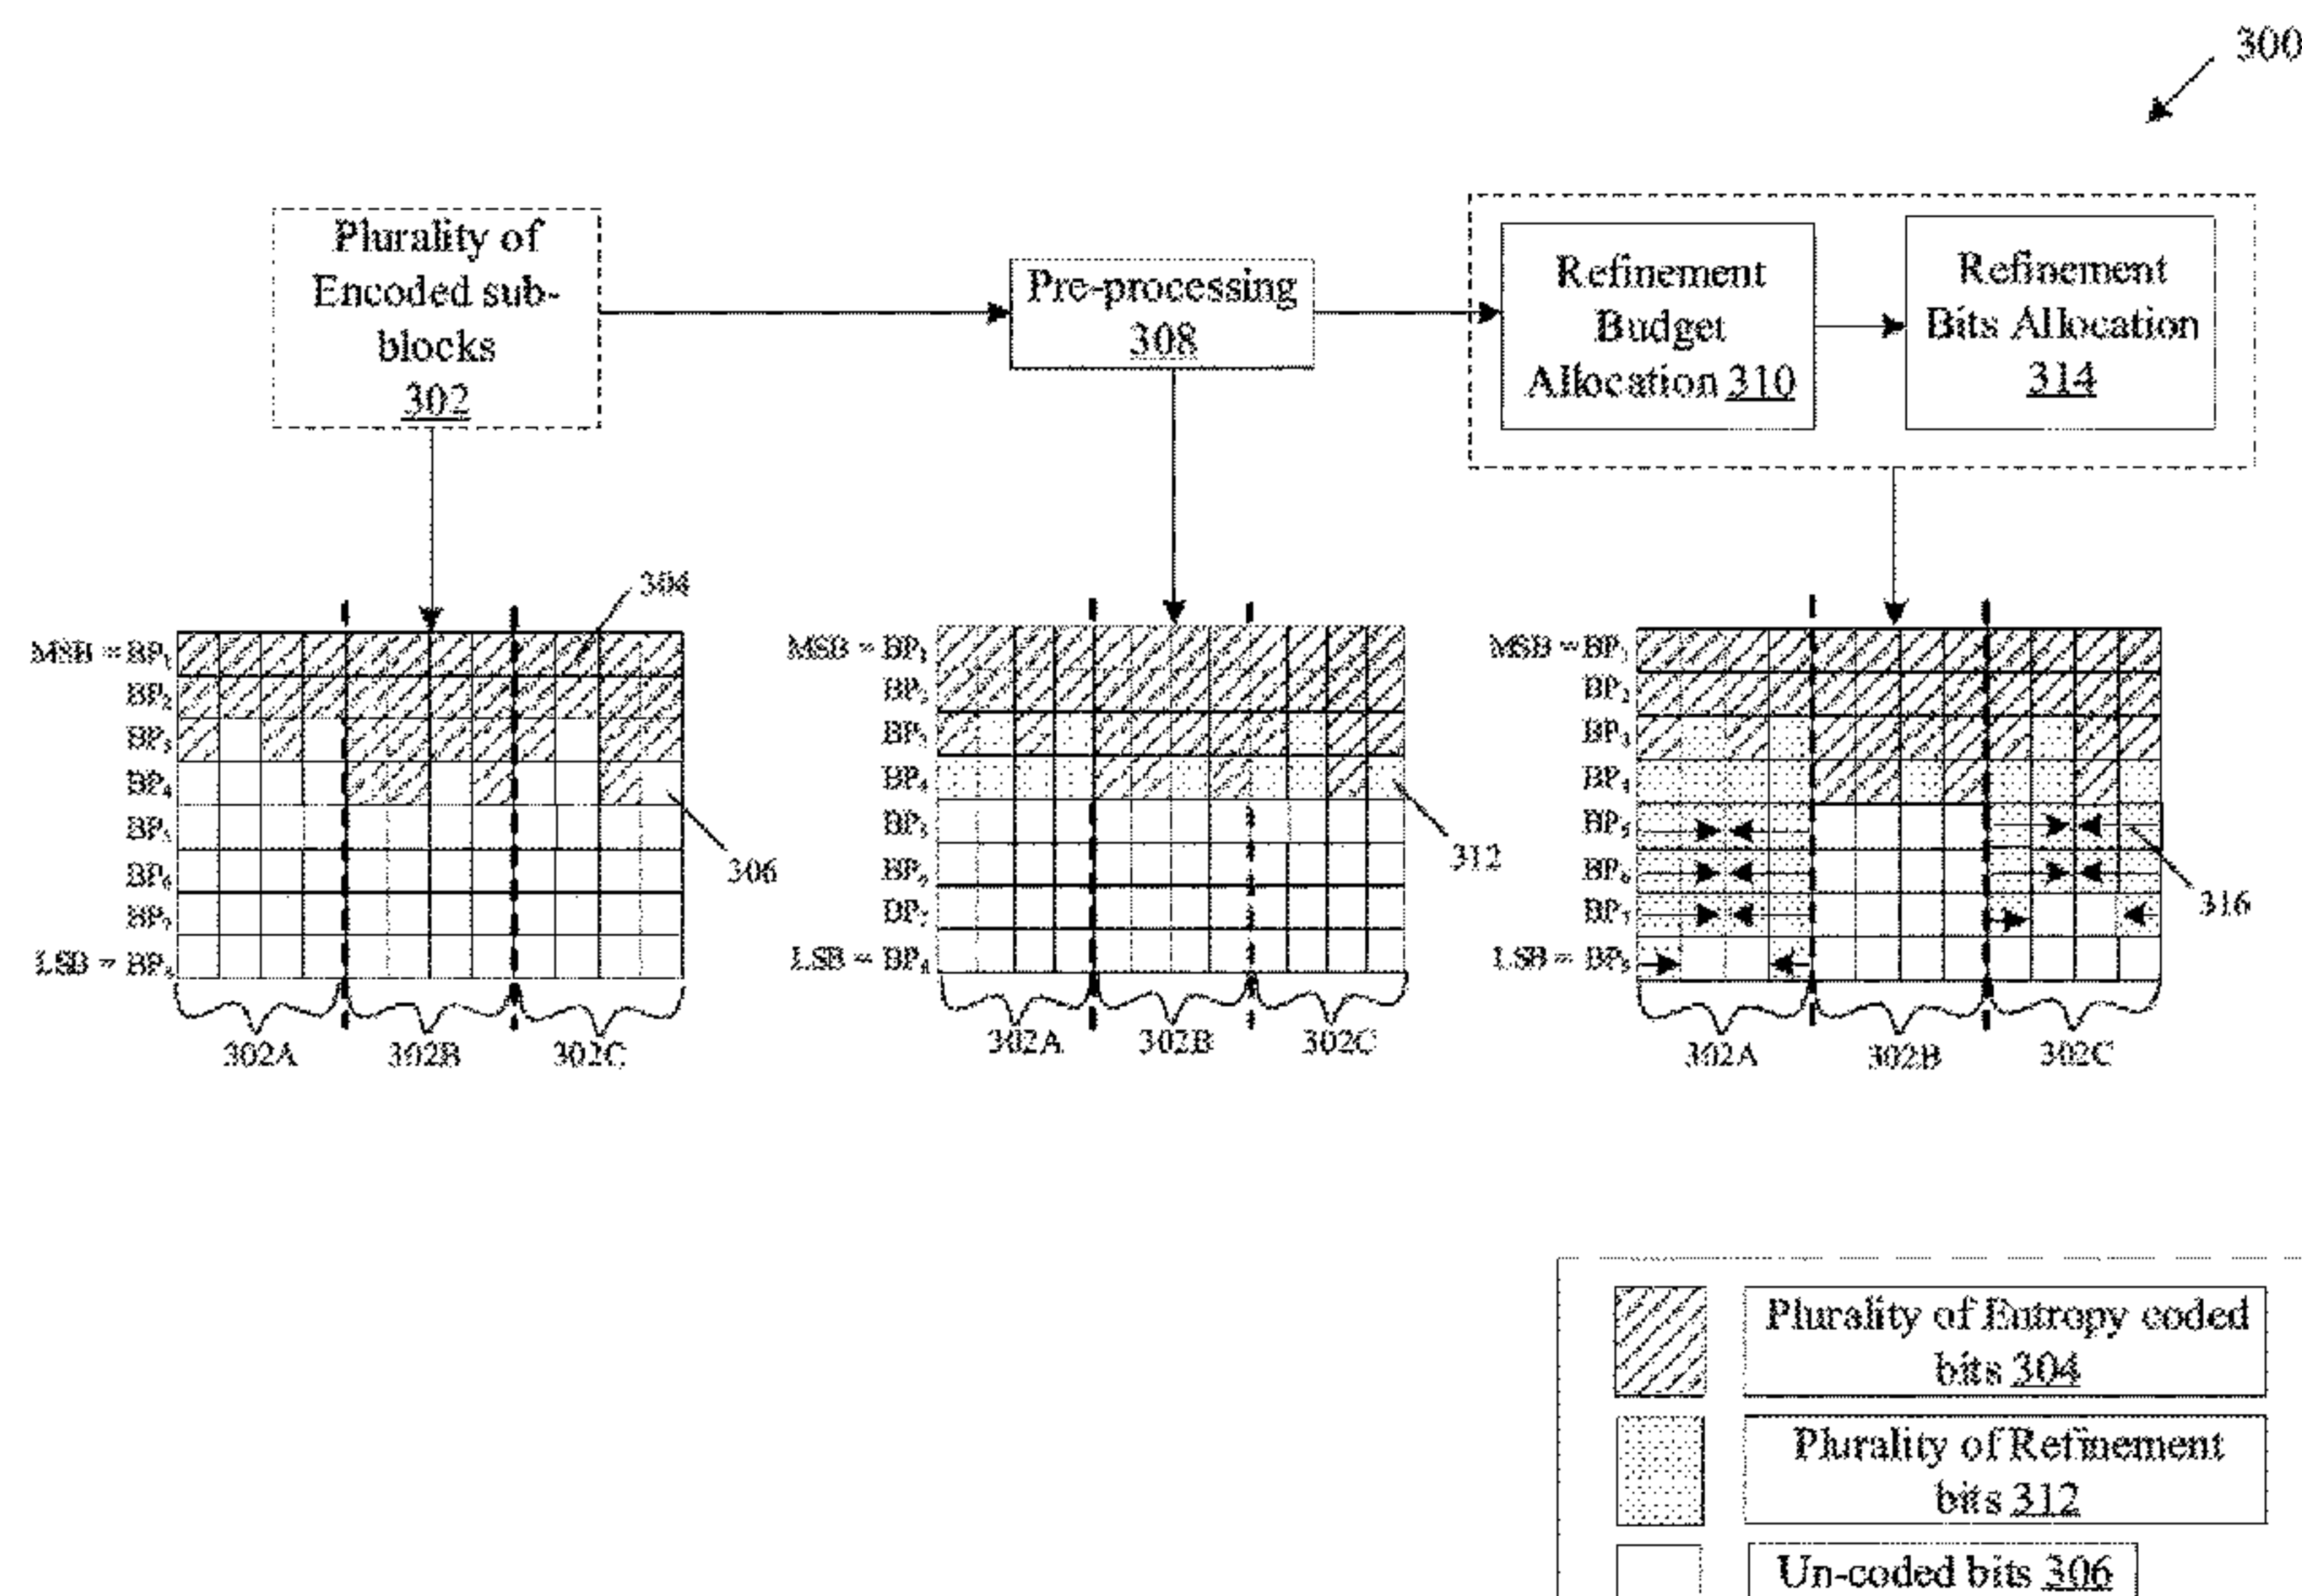 300
Plurality of
Encoded sub-
blocks
302
Pre-processing
308
Refinement
Budget
Allocation 310
Refinement
Bits Allocation
314
304
MSB = BP1
BP2
BP3
BP4
BP5
BP6
BP7
LSB = BP8
306
302A 302B 302C
MSB = BP1
BP2
BP3
BP4
BP5
BP6
BP7
LSB = BP8
312
302A 302B 302C
MSB = BP1
BP2
BP3
BP4
BP5
BP6
BP7
LSB = BP8
316
302A 302B 302C
Plurality of Entropy coded
bits 304
Plurality of Refinement
bits 312
Un-coded bits 306